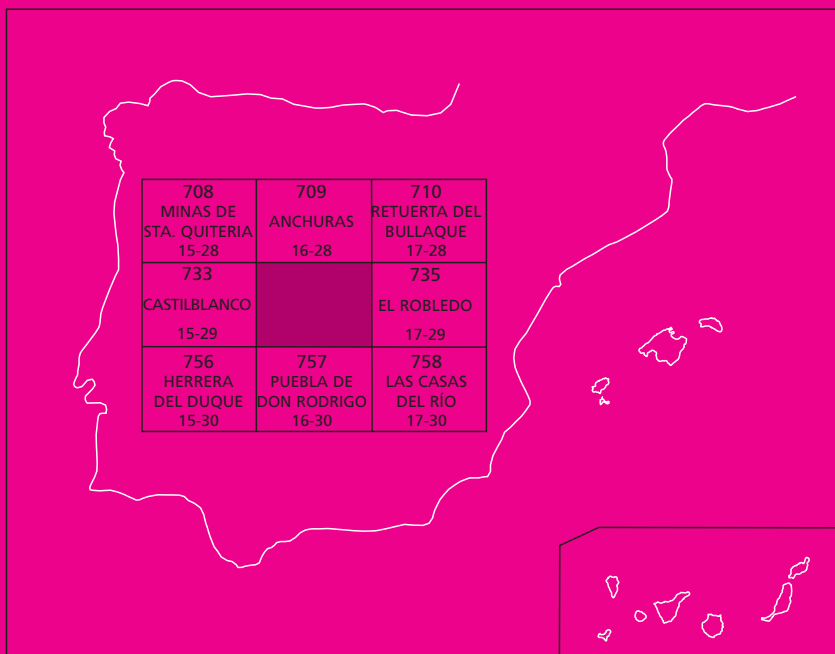 708
MINAS DE
STA. QUITERIA
15-28
709
ANCHURAS
16-28
710
RETUERTA DEL
BULLAQUE
17-28
733
CASTILBLANCO
15-29
735
EL ROBLEDO
17-29
756
HERRERA
DEL DUQUE
15-30
757
PUEBLA DE
DON RODRIGO
16-30
758
LAS CASAS
DEL RÍO
17-30